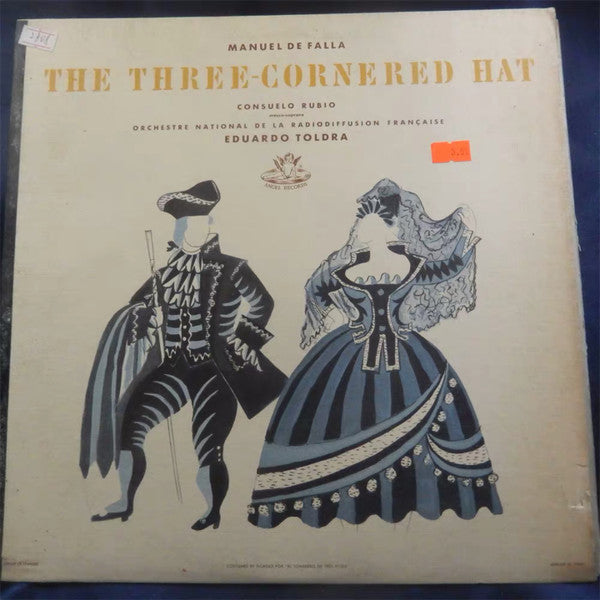 MANUEL DE FALLA
THE THREE-CORNERED HAT
CONSUELO RUBIO
mezzo-soprano
ORCHESTRE NATIONAL DE LA RADIODIFFUSION FRANÇAISE
EDUARDO TOLDRA
ANGEL RECORDS